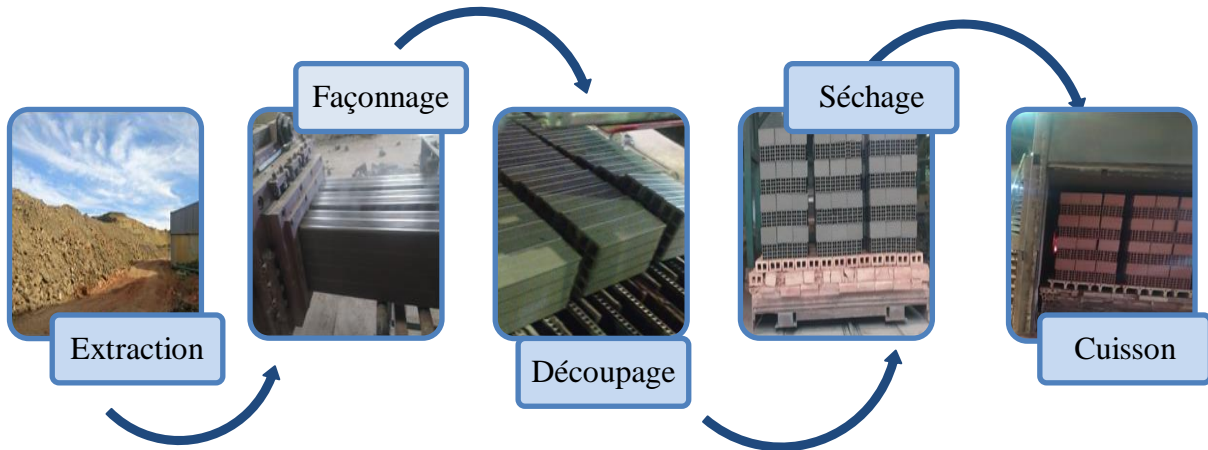 Extraction
Façonnage
Découpage
Séchage
Cuisson